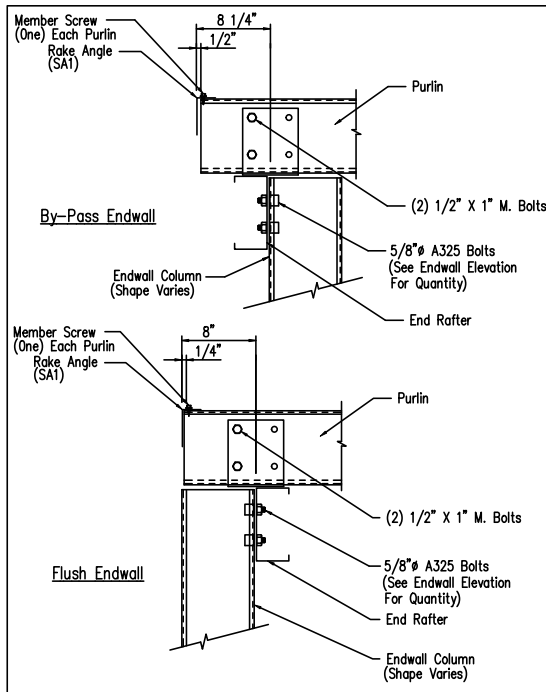 Member Screw
(One) Each Purlin
Rake Angle
(SA1)
8 1/4"
1/2"
Purlin
(2) 1/2" X 1" M. Bolts
By-Pass Endwall
5/8"ø A325 Bolts
(See Endwall Elevation
For Quantity)
Endwall Column
(Shape Varies)
End Rafter
Member Screw
(One) Each Purlin
Rake Angle
(SA1)
8"
1/4"
Purlin
(2) 1/2" X 1" M. Bolts
Flush Endwall
5/8"ø A325 Bolts
(See Endwall Elevation
For Quantity)
End Rafter
Endwall Column
(Shape Varies)